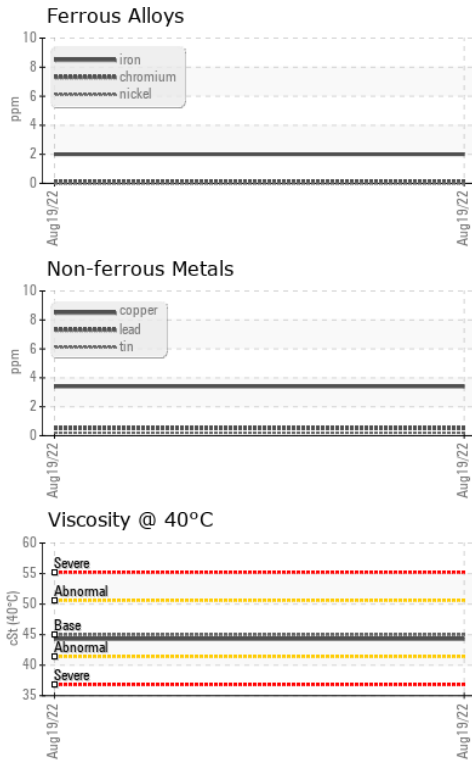 Ferrous Alloys
10
8
6
4
2
0
ppm
iron
chromium
nickel
Aug19/22
Aug19/22
Non-ferrous Metals
10
8
6
4
2
0
ppm
copper
lead
tin
Aug19/22
Aug19/22
Viscosity @ 40°C
60
55
50
45
40
35
cSt (40°C)
Severe
Abnormal
Base
Abnormal
Severe
Aug19/22
Aug19/22